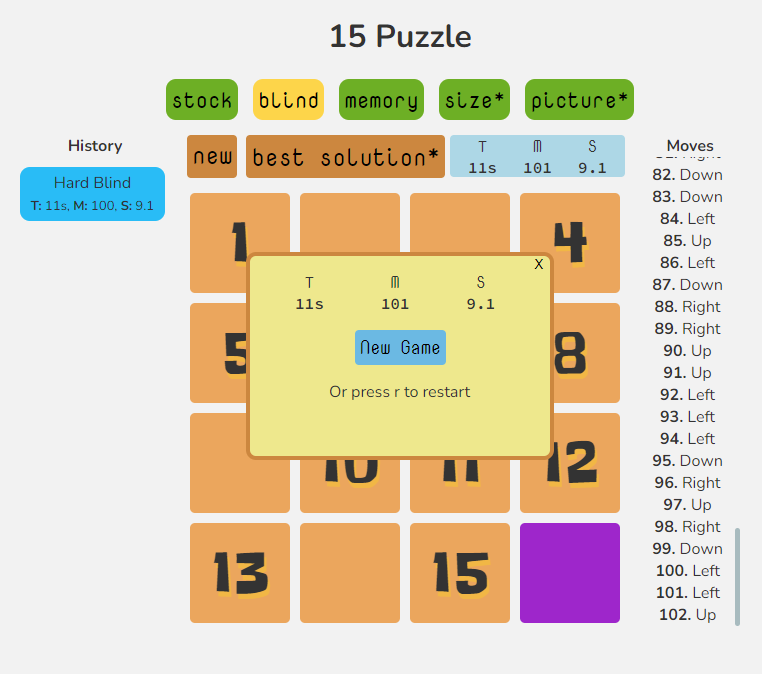 15 Puzzle
stock blind memory size* picture*
History
Hard Blind
T: 11s, M: 100, S: 9.1
new best solution*
T M S
11s 101 9.1
1 4
5 8
10 11 12
13 15
X
T M S
11s 101 9.1
New Game
Or press r to restart
Moves
82. Down
83. Down
84. Left
85. Up
86. Left
87. Down
88. Right
89. Right
90. Up
91. Up
92. Left
93. Left
94. Left
95. Down
96. Right
97. Up
98. Right
99. Down
100. Left
101. Left
102. Up